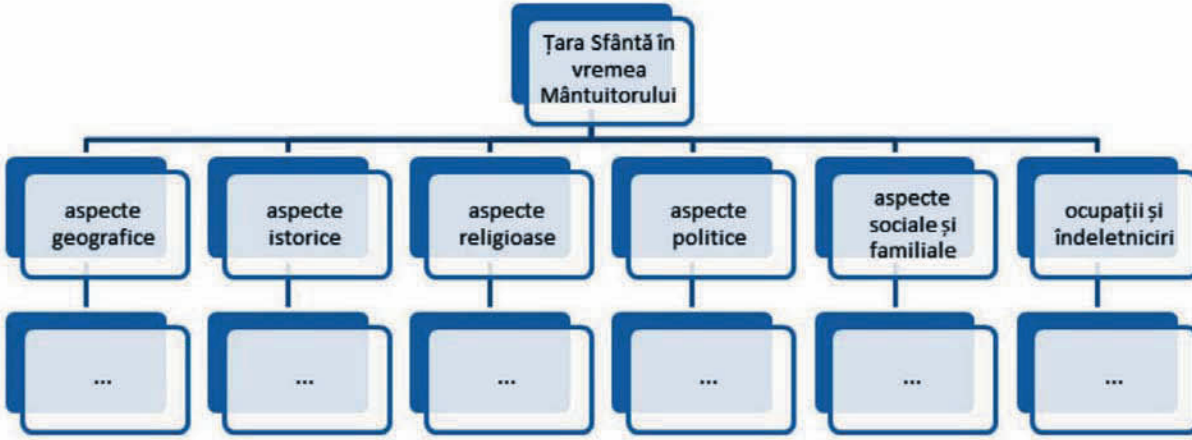 Țara Sfântă în
vremea
Mântuitorului
aspecte
geografice
aspecte
istorice
aspecte
religioase
aspecte
politice
aspecte
sociale și
familiale
ocupații și
îndeletniciri
...
...
...
...
...
...